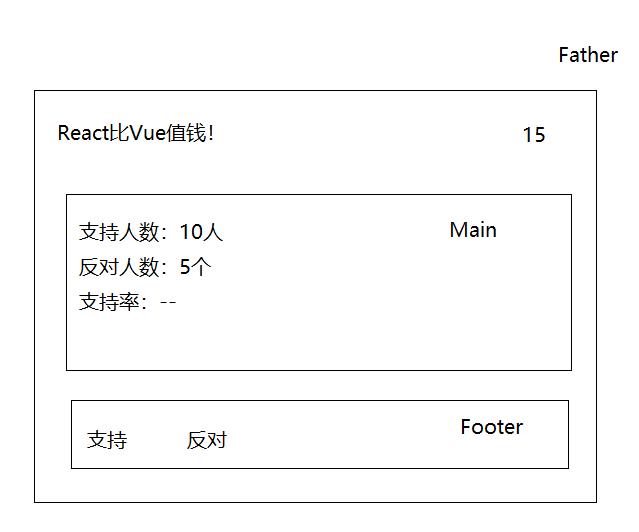 Father
React比Vue值钱！
15
支持人数：10人
Main
反对人数：5个
支持率：--
Footer
支持
反对